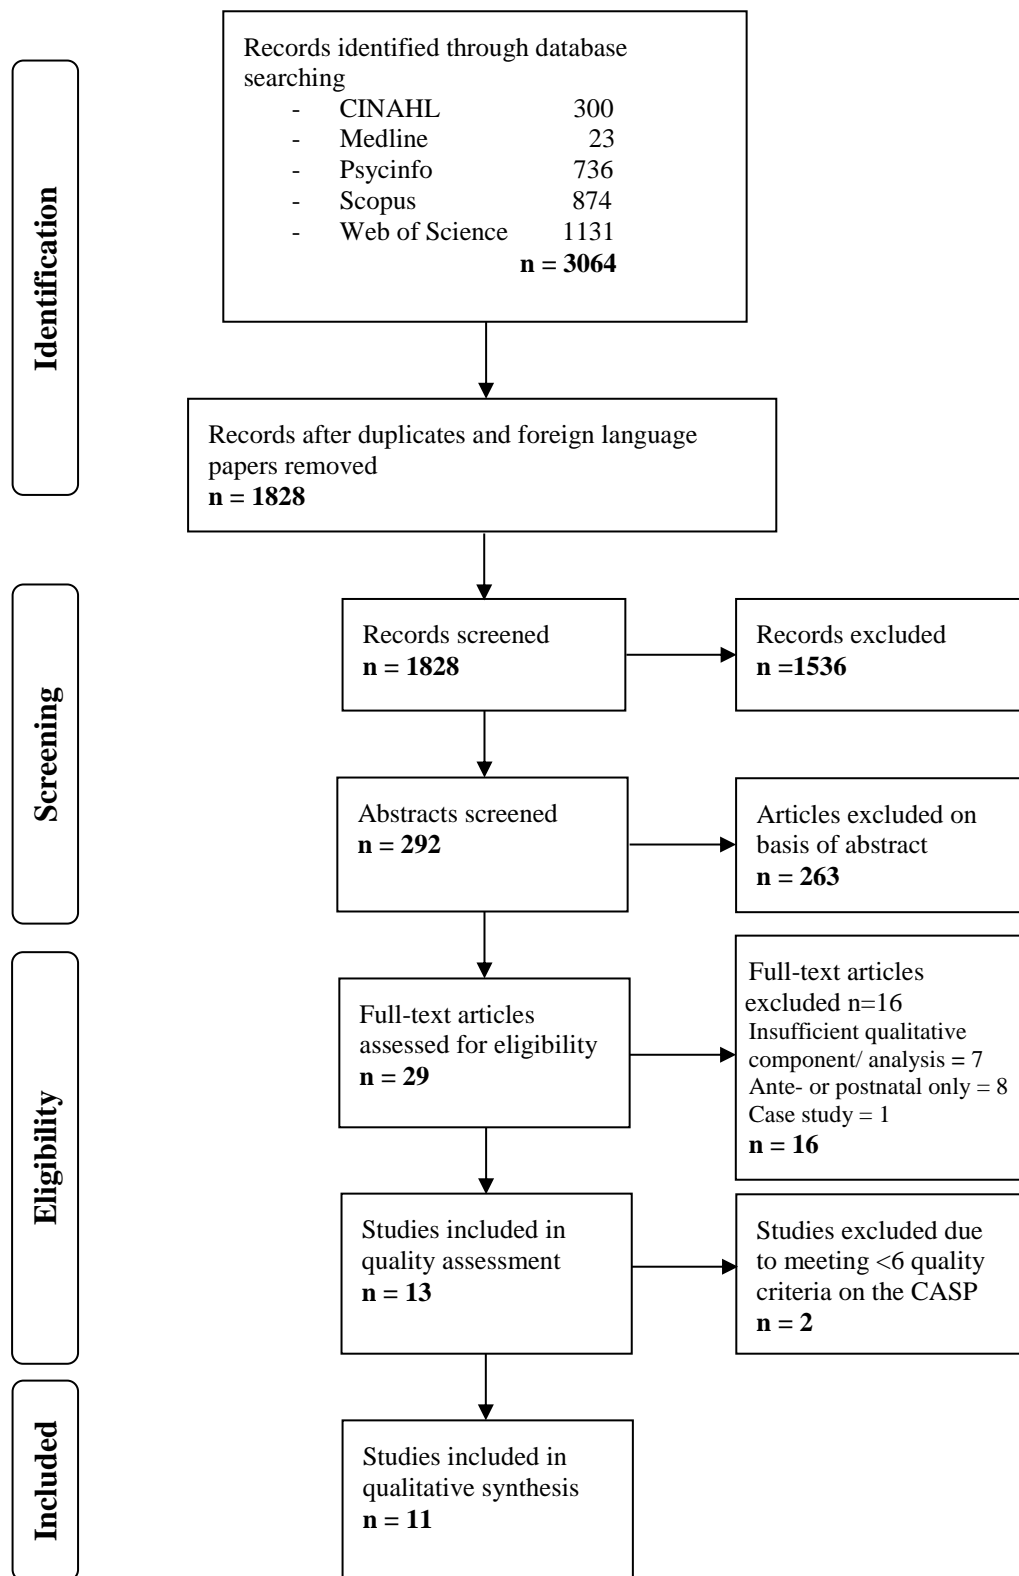 Identification
Records identified through database
searching
- CINAHL 300
- Medline 23
- Psycinfo 736
- Scopus 874
- Web of Science 1131
n = 3064
Records after duplicates and foreign language
papers removed
n = 1828
Screening
Records screened
n = 1828
Records excluded
n =1536
Abstracts screened
n = 292
Articles excluded on
basis of abstract
n = 263
Eligibility
Full-text articles
assessed for eligibility
n = 29
Full-text articles
excluded n=16
Insufficient qualitative
component/ analysis = 7
Ante- or postnatal only = 8
Case study = 1
n = 16
Studies included in
quality assessment
n = 13
Studies excluded due
to meeting <6 quality
criteria on the CASP
n = 2
Included
Studies included in
qualitative synthesis
n = 11